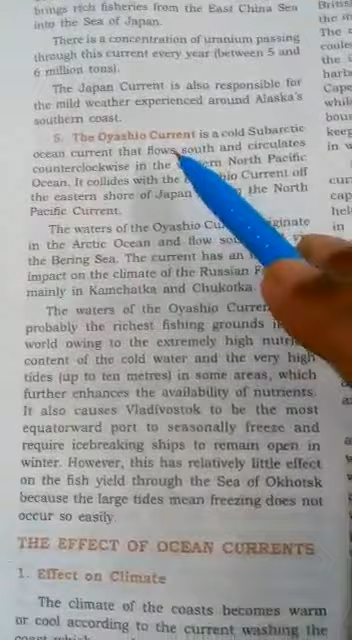 brings rich fisheries from the East China Sea
into the Sea of Japan.
There is a concentration of uranium passing
through this current every year (between 5 and
6 million tons).
The Japan Current is also responsible for
the mild weather experienced around Alaska's
southern coast.
5. The Oyashio Current is a cold Subarctic
ocean current that flows south and circulates
counterclockwise in the North Pacific
Ocean. It collides with the Current off
the eastern shore of Japan the North
Pacific Current.
The waters of the Oyashio
in the Arctic Ocean and flow
the Bering Sea. The current has an
impact on the climate of the Russian
mainly in Kamchatka and Chukotka
The waters of the Oyashio
probably the richest fishing grounds
world owing to the extremely high
content of the cold water and the very high
tides (up to ten metres) in some areas, which
further enhances the availability of nutrients.
It also causes Vladivostok to be the most
equatorward port to seasonally freeze and
require icebreaking ships to remain open in
winter. However, this has relatively little effect
on the fish yield through the Sea of Okhotsk
because the large tides mean freezing does not
occur so easily.
THE EFFECT OF OCEAN CURRENTS
1. Effect on Climate
The climate of the coasts becomes warm
or cool according to the current washing the